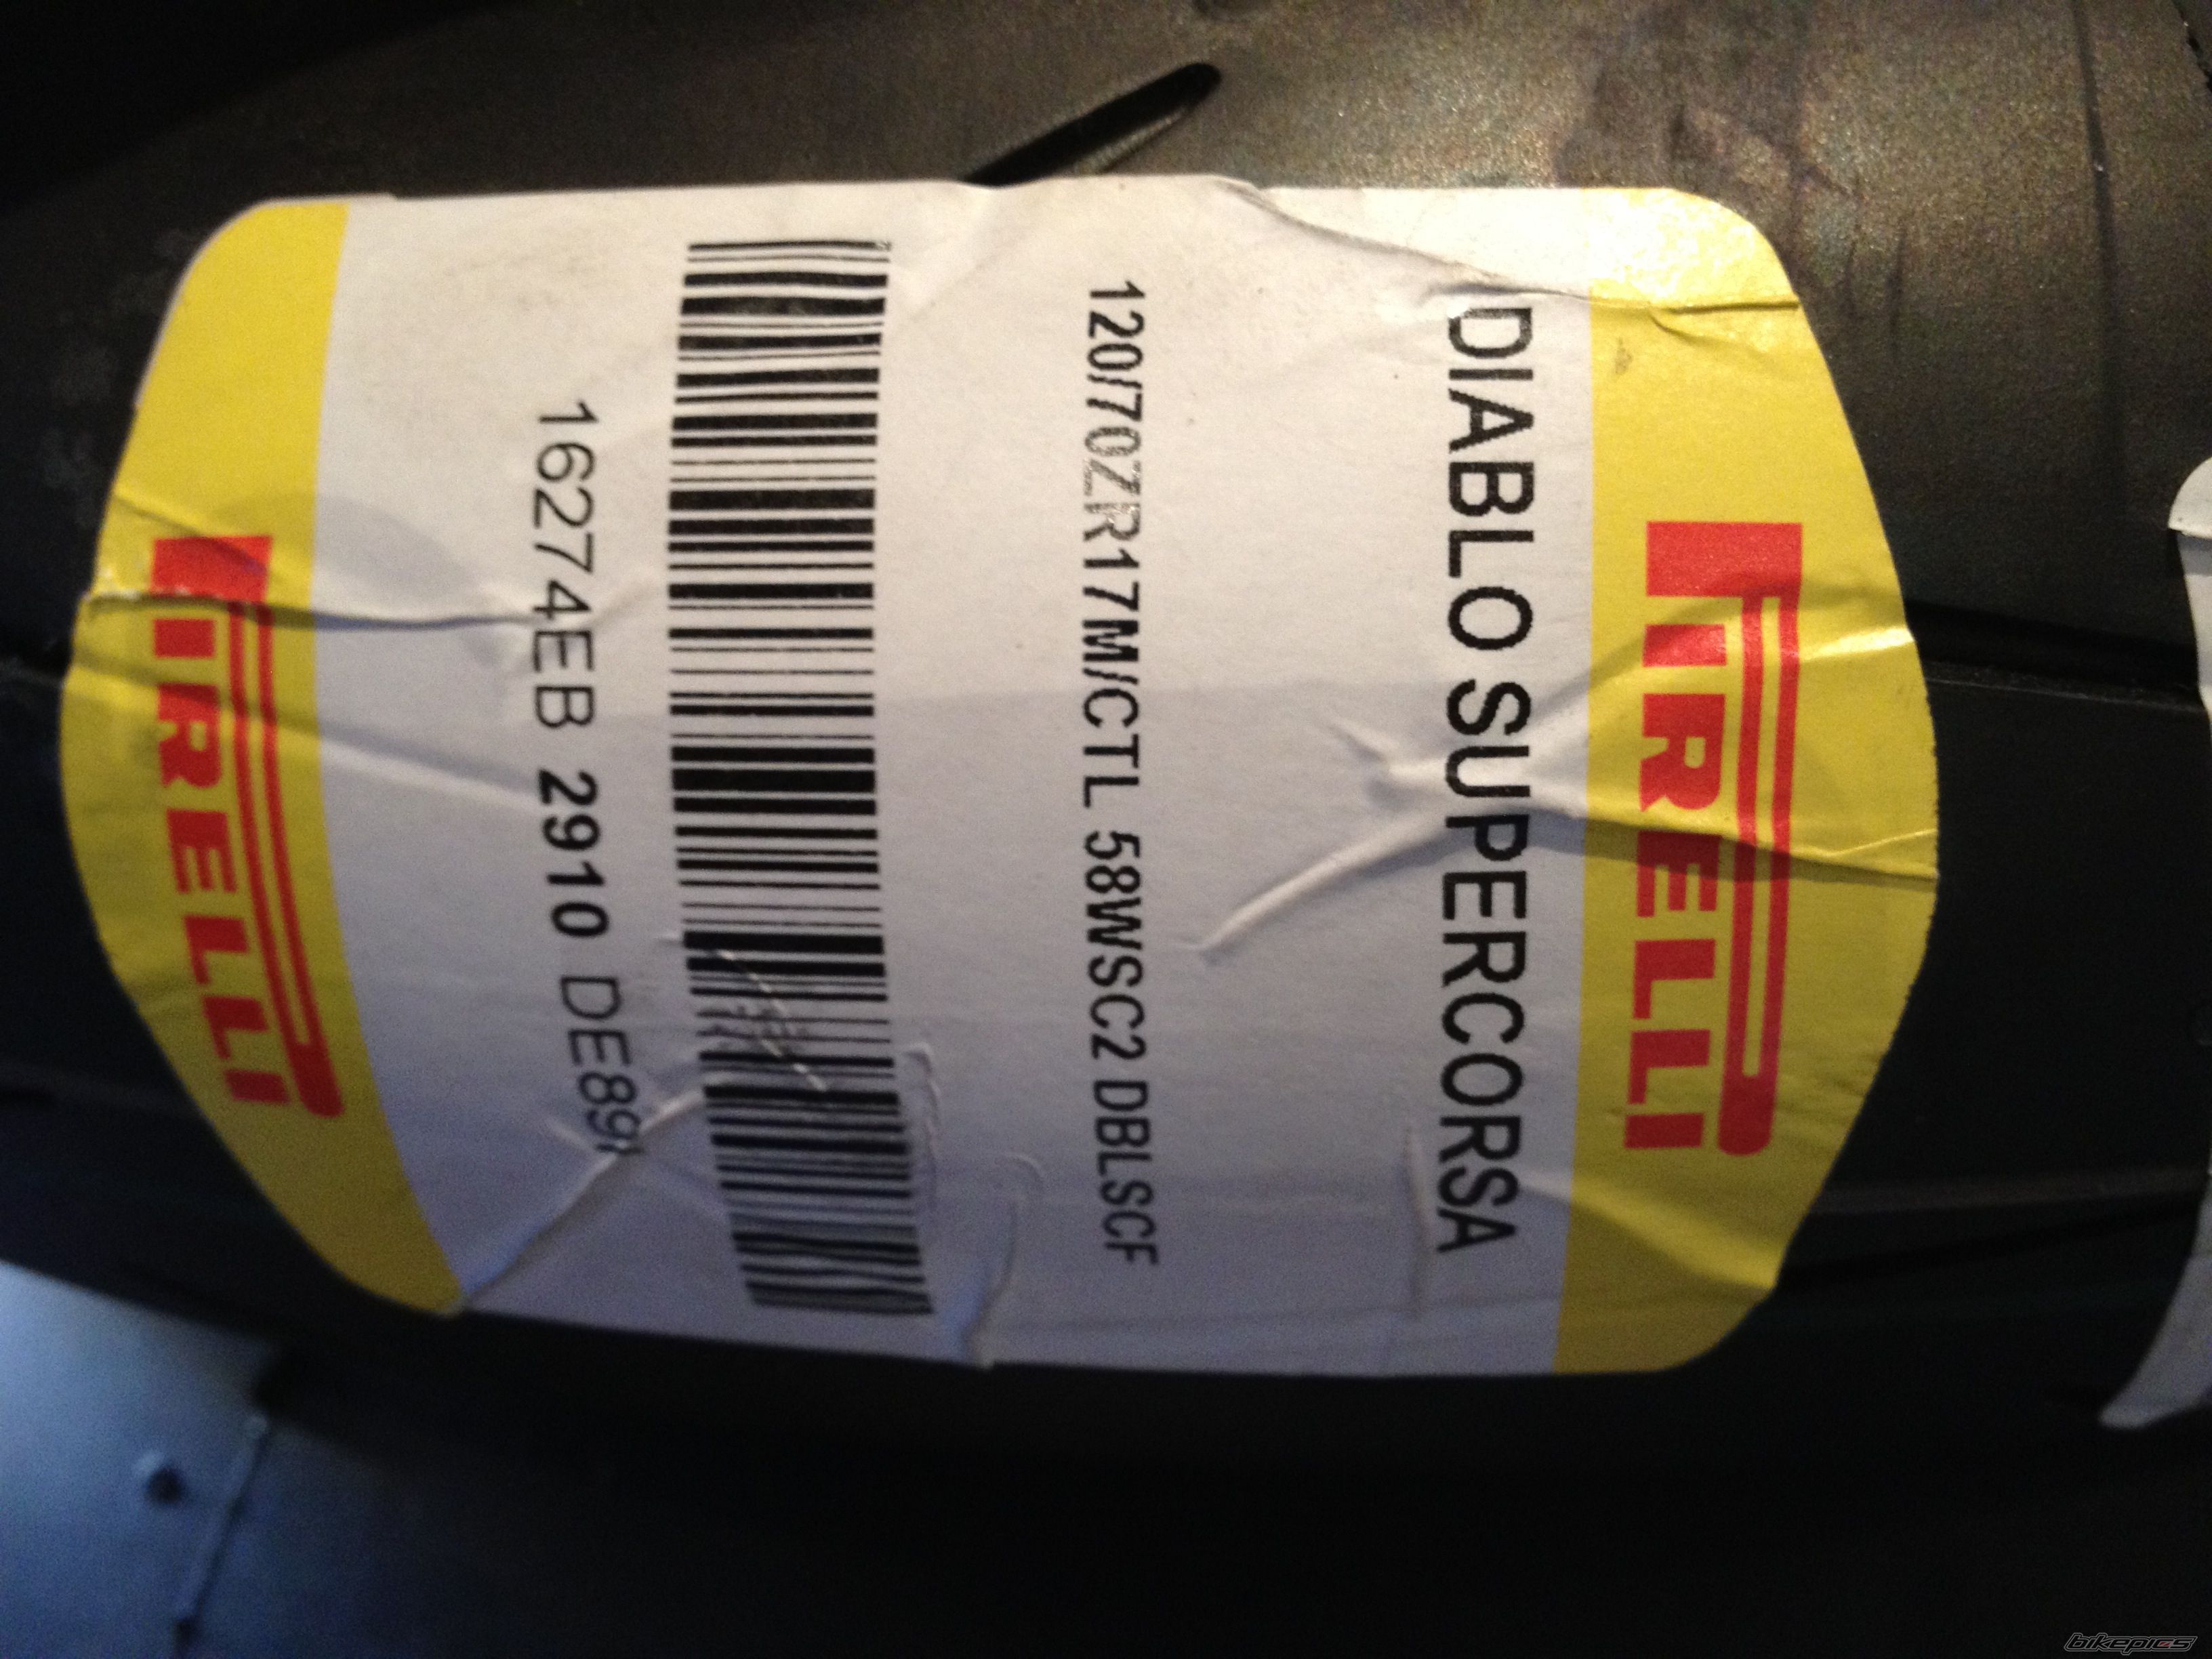 PIRELLI
DIABLO SUPERCORSA
120/70ZR17M/CTL 58WSC2 DBLSCF
16274EB 2910 DE89
PIRELLI
bikepics